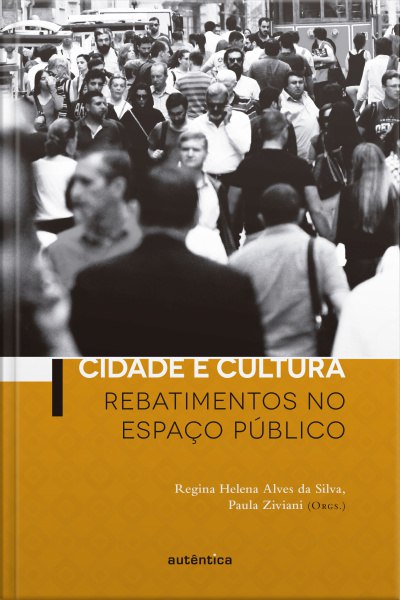 CIDADE E CULTURA
REBATIMENTOS NO
ESPAÇO PÚBLICO
Regina Helena Alves da Silva,
Paula Ziviani (Orgs.)
autêntica